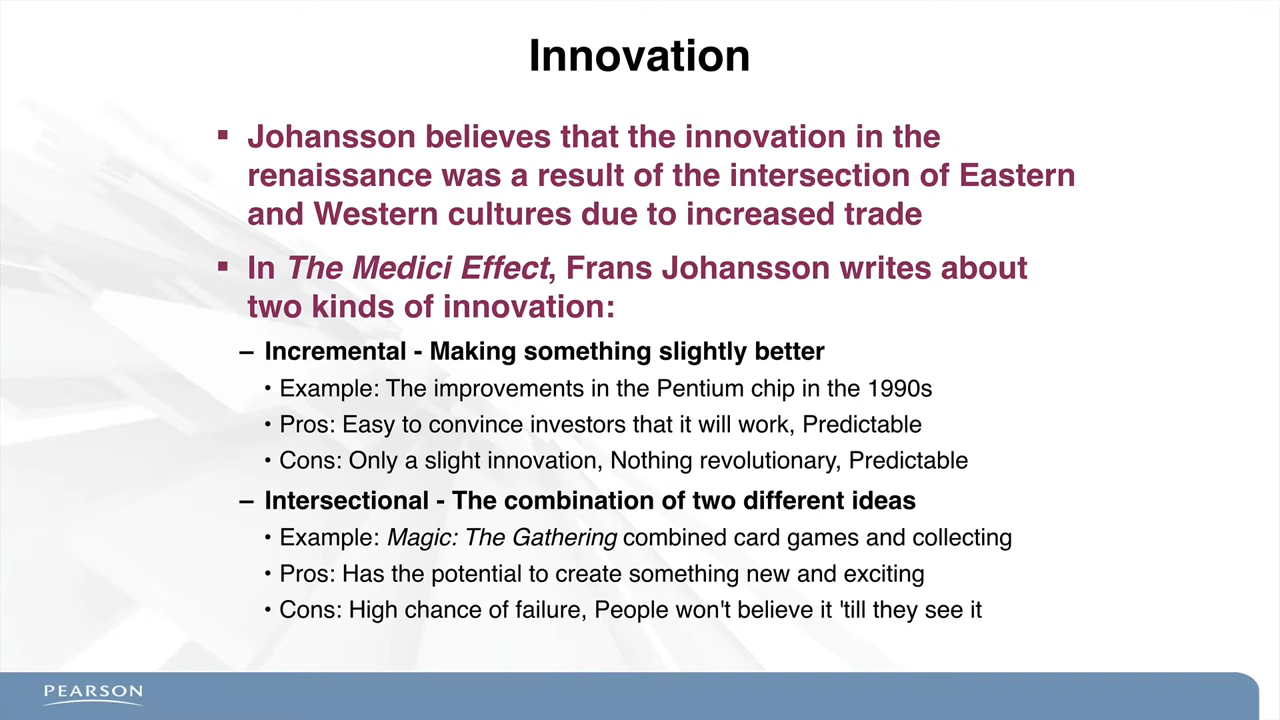 Innovation
▪ Johansson believes that the innovation in the
renaissance was a result of the intersection of Eastern
and Western cultures due to increased trade
▪ In The Medici Effect, Frans Johansson writes about
two kinds of innovation:
– Incremental - Making something slightly better
• Example: The improvements in the Pentium chip in the 1990s
• Pros: Easy to convince investors that it will work, Predictable
• Cons: Only a slight innovation, Nothing revolutionary, Predictable
– Intersectional - The combination of two different ideas
• Example: Magic: The Gathering combined card games and collecting
• Pros: Has the potential to create something new and exciting
• Cons: High chance of failure, People won't believe it 'till they see it
PEARSON